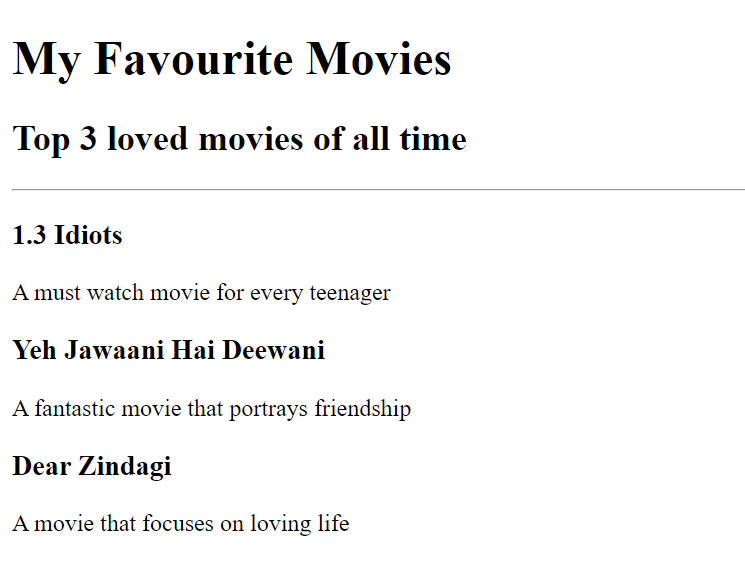 My Favourite Movies
Top 3 loved movies of all time
1.3 Idiots
A must watch movie for every teenager
Yeh Jawaani Hai Deewani
A fantastic movie that portrays friendship
Dear Zindagi
A movie that focuses on loving life